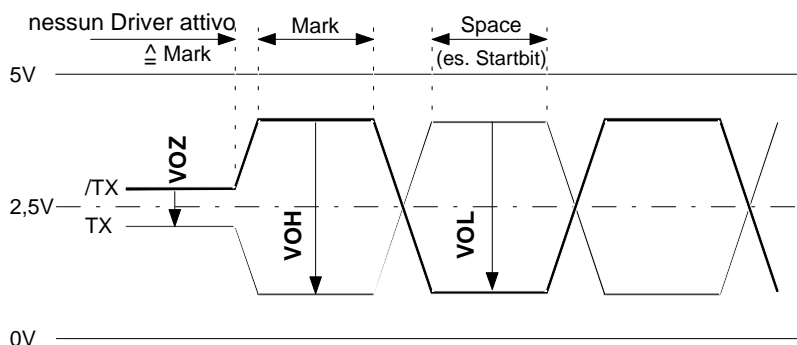 nessun Driver attivo
≙ Mark
Mark
Space
(es. Startbit)
5V
VOZ
/TX
2,5V
TX
VOH
VOL
0V